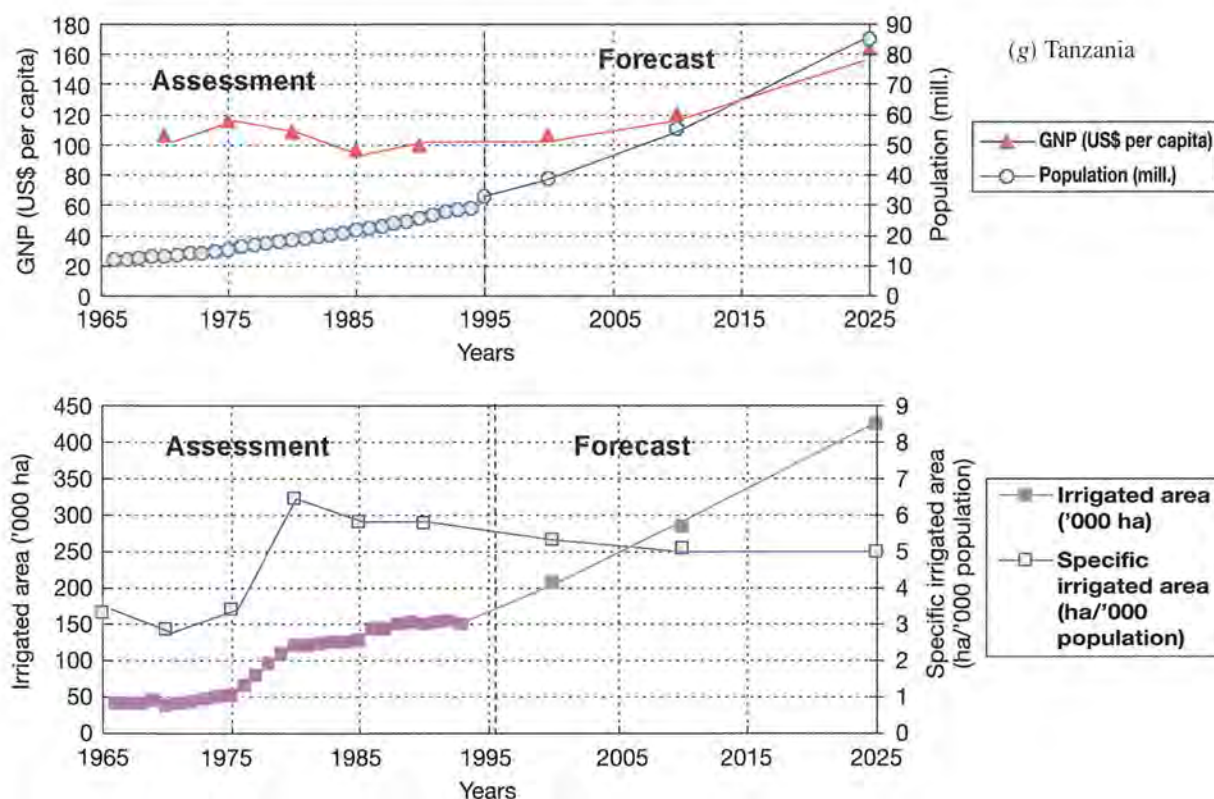 (g) Tanzania
GNP (US$ per capita)
180
160
140
120
100
80
60
40
20
0
Assessment
Forecast
90
80
70
60
50
40
30
20
10
0
Population (mill.)
1965 1975 1985 1995 2005 2015 2025
Years
GNP (US$ per capita)
Population (mill.)
Irrigated area ('000 ha)
450
400
350
300
250
200
150
100
50
0
Assessment
Forecast
9
8
7
6
5
4
3
2
1
0
Specific irrigated area
(ha/'000 population)
1965 1975 1985 1995 2005 2015 2025
Years
Irrigated area
('000 ha)
Specific
irrigated area
(ha/'000
population)